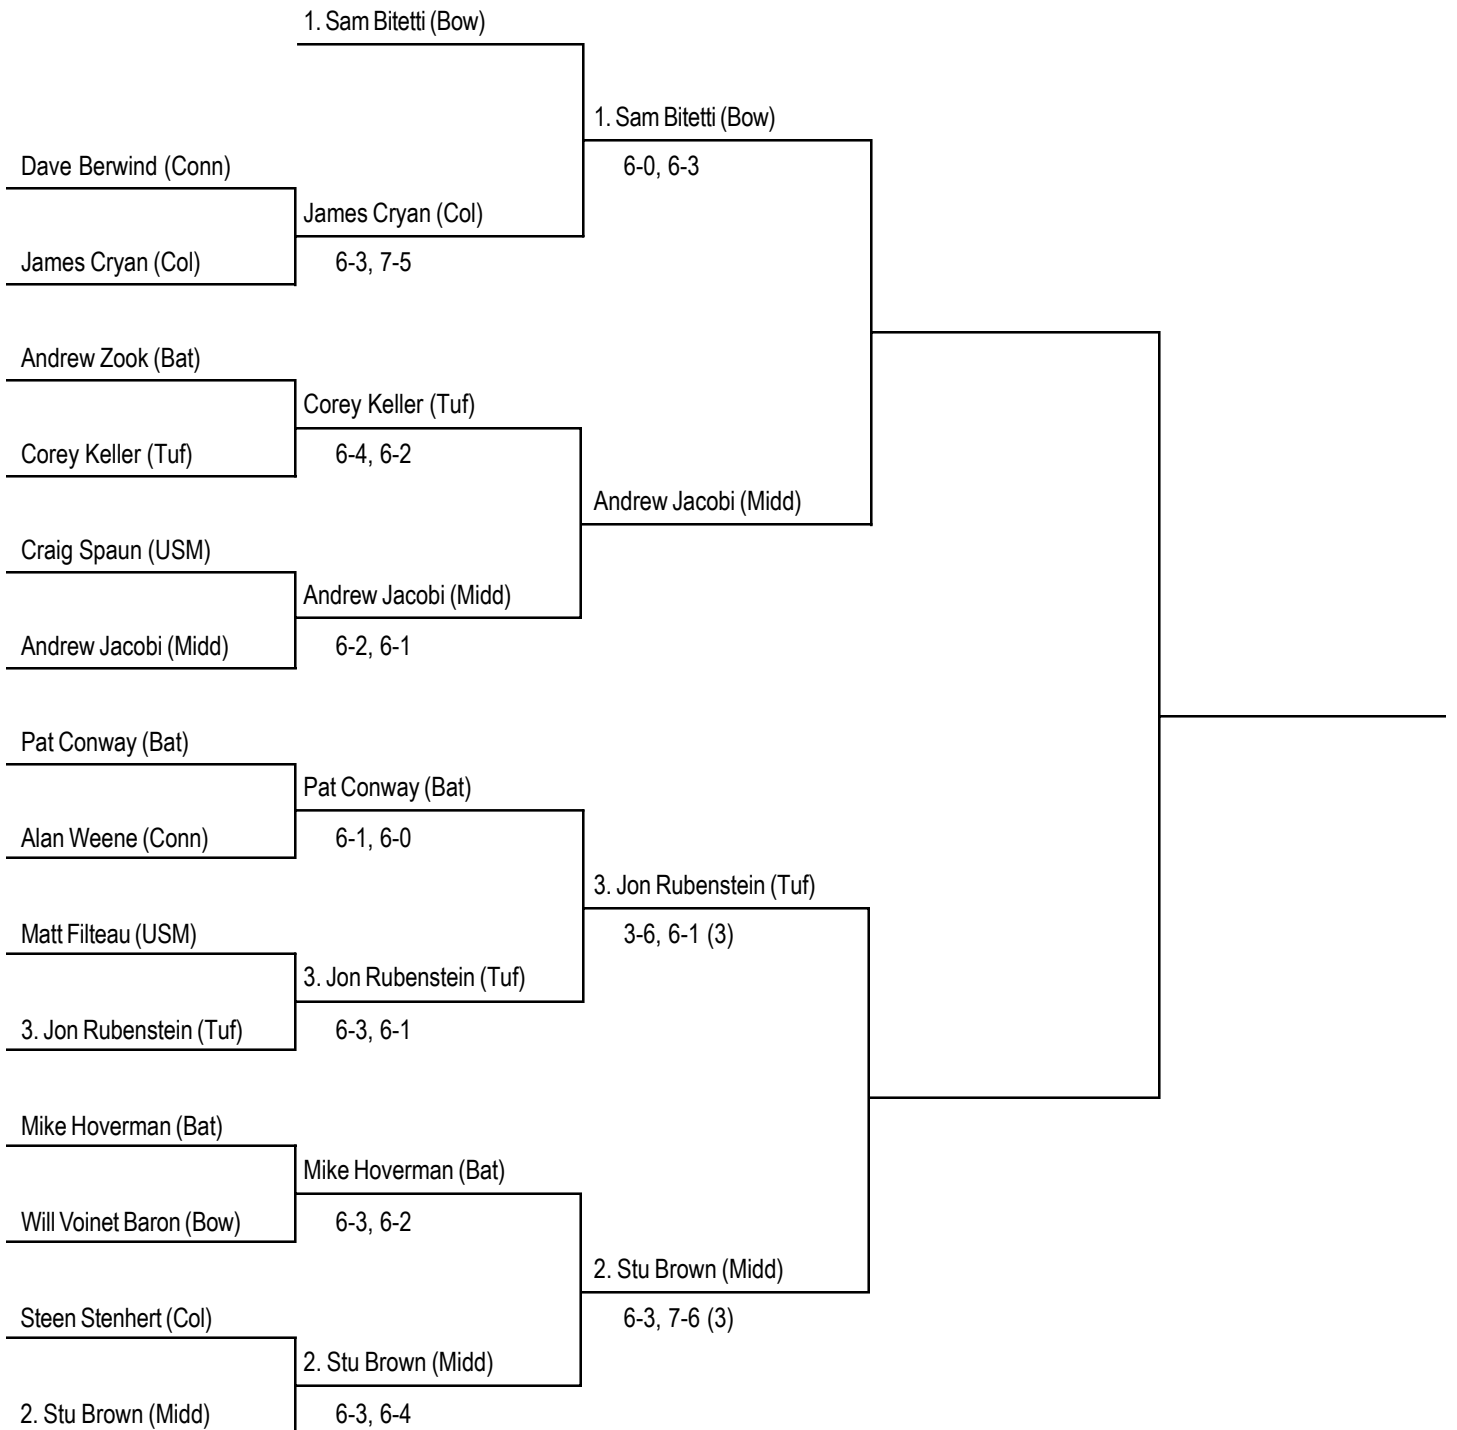 1. Sam Bitetti (Bow)
1. Sam Bitetti (Bow)
Dave Berwind (Conn)
6-0, 6-3
James Cryan (Col)
James Cryan (Col)
6-3, 7-5
Andrew Zook (Bat)
Corey Keller (Tuf)
Corey Keller (Tuf)
6-4, 6-2
Andrew Jacobi (Midd)
Craig Spaun (USM)
Andrew Jacobi (Midd)
Andrew Jacobi (Midd)
6-2, 6-1
Pat Conway (Bat)
Pat Conway (Bat)
Alan Weene (Conn)
6-1, 6-0
3. Jon Rubenstein (Tuf)
Matt Filteau (USM)
3-6, 6-1 (3)
3. Jon Rubenstein (Tuf)
3. Jon Rubenstein (Tuf)
6-3, 6-1
Mike Hoverman (Bat)
Mike Hoverman (Bat)
Will Voinet Baron (Bow)
6-3, 6-2
2. Stu Brown (Midd)
Steen Stenhert (Col)
6-3, 7-6 (3)
2. Stu Brown (Midd)
2. Stu Brown (Midd)
6-3, 6-4